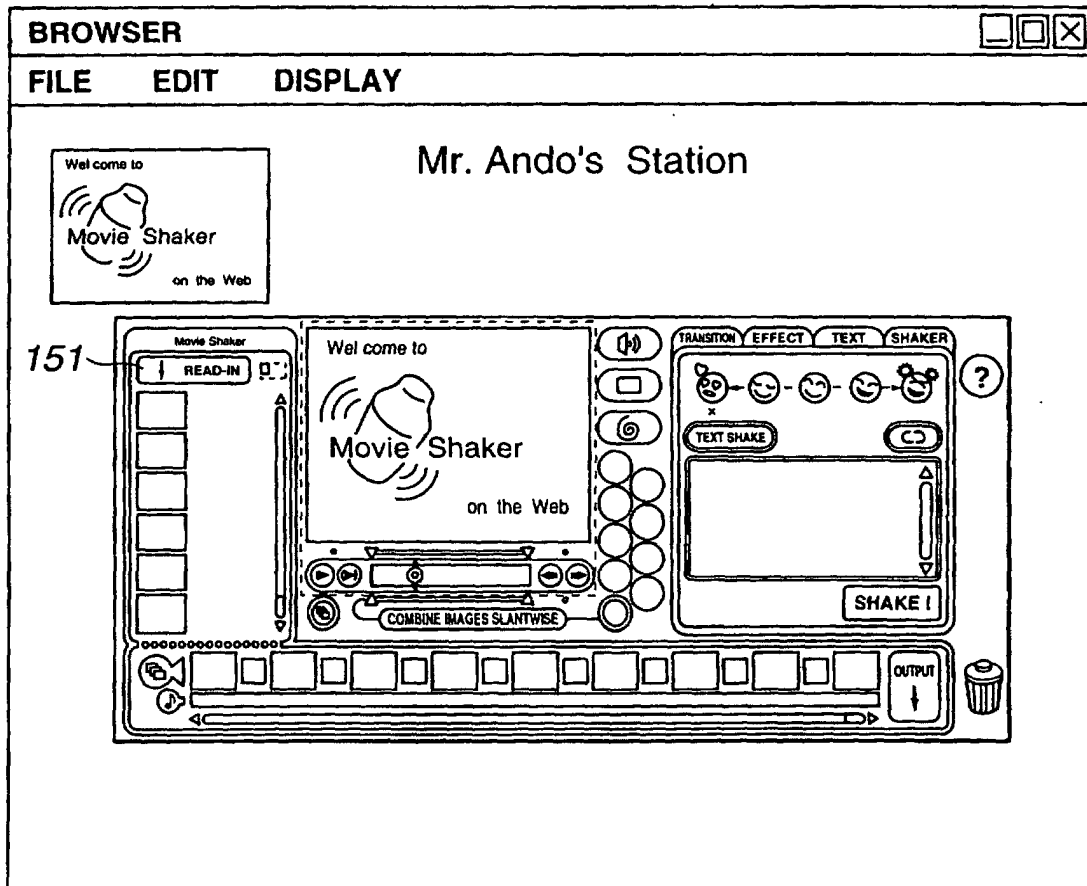 BROWSER
FILE EDIT DISPLAY
Mr. Ando's Station
Wel come to
Movie Shaker
on the Web
151
Movie Shaker
READ-IN
Wel come to
Movie Shaker
on the Web
COMBINE IMAGES SLANTWISE
TRANSITION EFFECT TEXT SHAKER
?
×
TEXT SHAKE
SHAKE !
OUTPUT